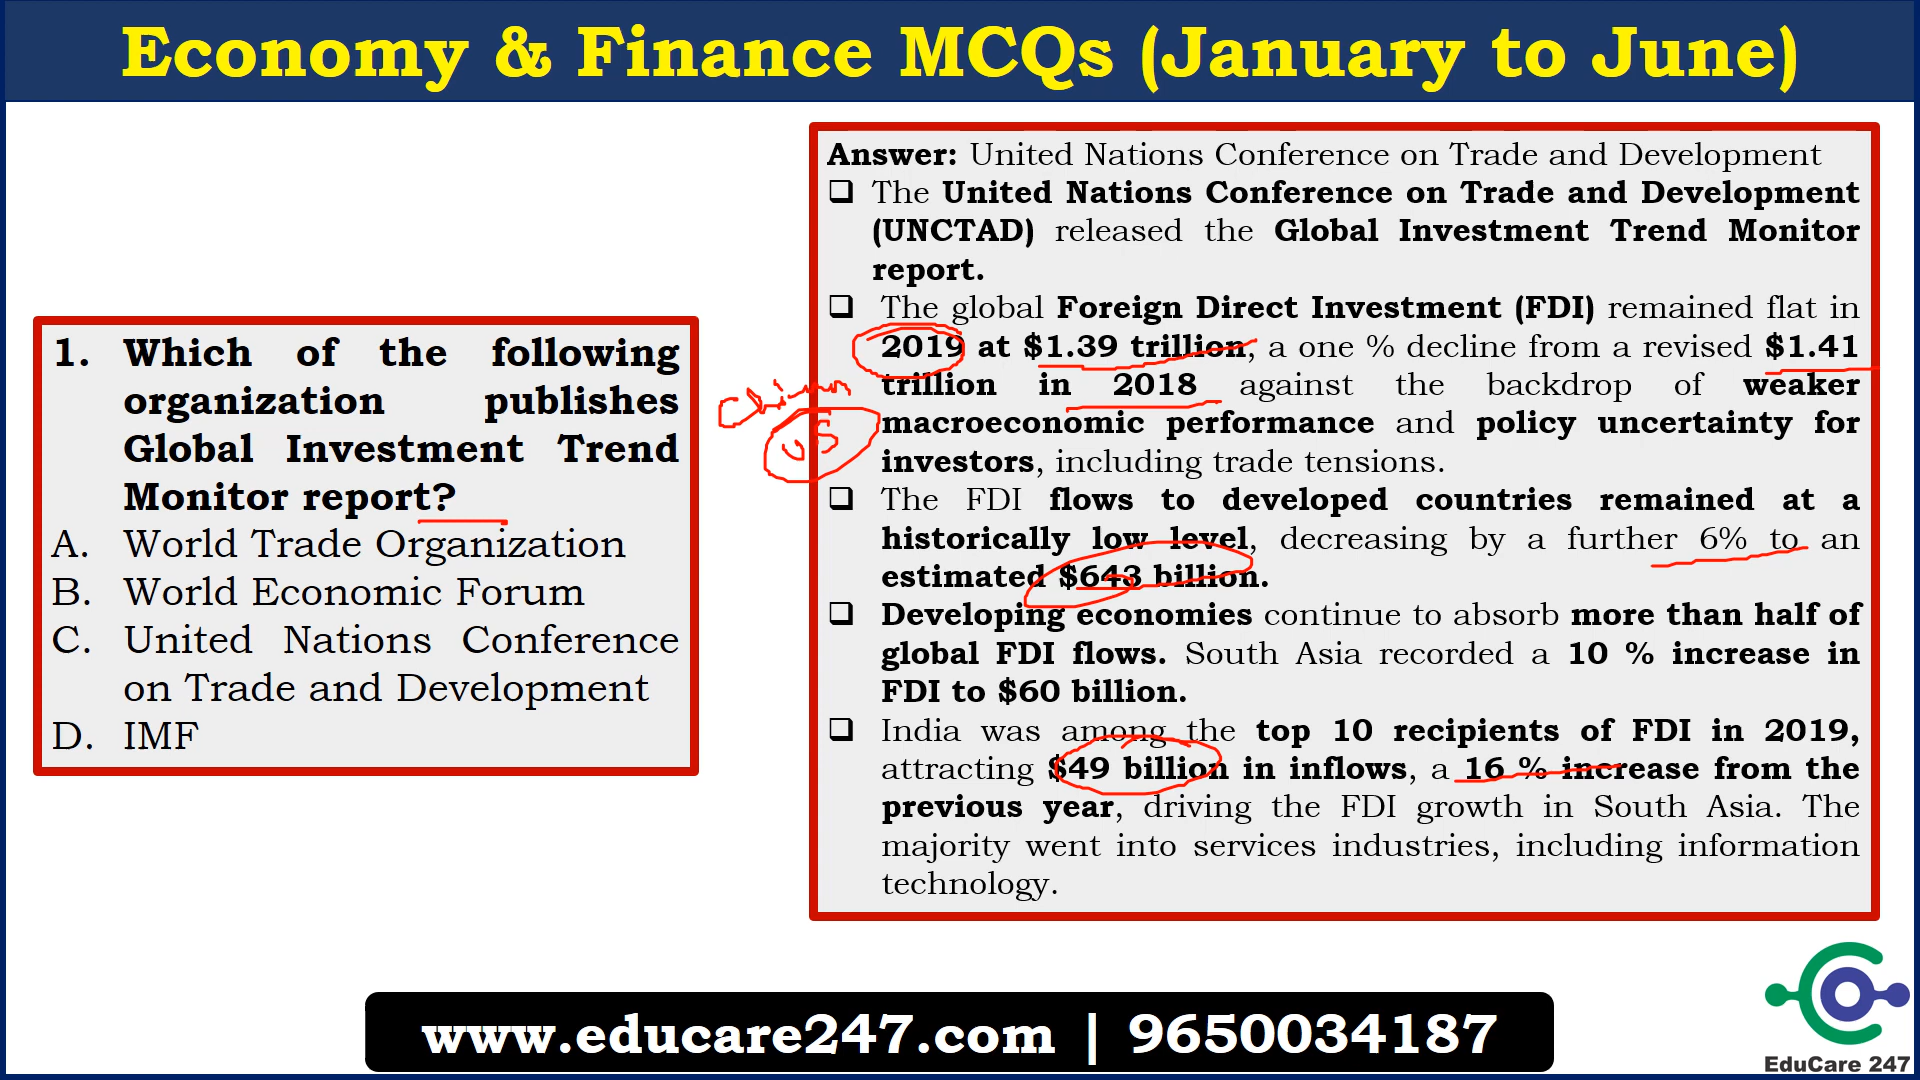 Economy & Finance MCQs (January to June)
1. Which of the following
organization publishes
Global Investment Trend
Monitor report?
A. World Trade Organization
B. World Economic Forum
C. United Nations Conference
on Trade and Development
D. IMF
Answer: United Nations Conference on Trade and Development
❑ The United Nations Conference on Trade and Development
(UNCTAD) released the Global Investment Trend Monitor
report.
❑ The global Foreign Direct Investment (FDI) remained flat in
2019 at $1.39 trillion, a one % decline from a revised $1.41
trillion in 2018 against the backdrop of weaker
macroeconomic performance and policy uncertainty for
investors, including trade tensions.
❑ The FDI flows to developed countries remained at a
historically low level, decreasing by a further 6% to an
estimated $643 billion.
❑ Developing economies continue to absorb more than half of
global FDI flows. South Asia recorded a 10 % increase in
FDI to $60 billion.
❑ India was among the top 10 recipients of FDI in 2019,
attracting $49 billion in inflows, a 16 % increase from the
previous year, driving the FDI growth in South Asia. The
majority went into services industries, including information
technology.
US
www.educare247.com | 9650034187
EduCare 247